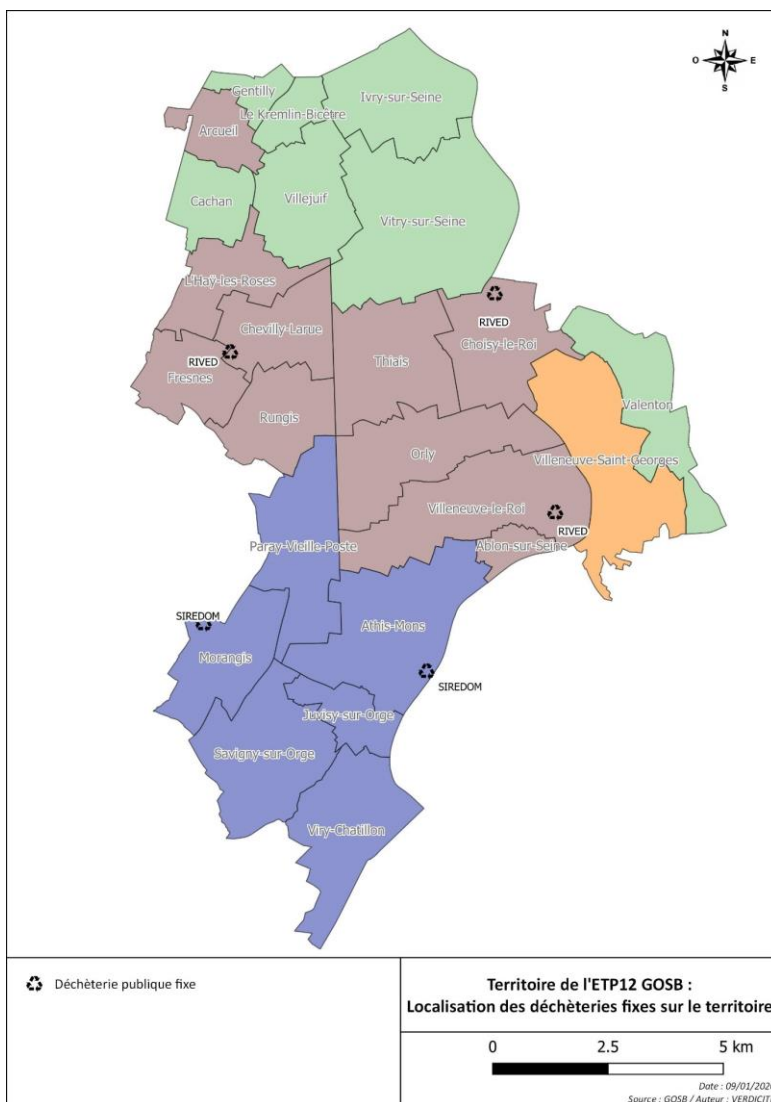 N
O E
S
Gentilly
Ivry-sur-Seine
Le Kremlin-Bicêtre
Arcueil
Cachan
Villejuif
Vitry-sur-Seine
L'Haÿ-les-Roses
RIVED
Chevilly-Larue
Choisy-le-Roi
RIVED
Thiais
Fresnes
Valenton
Rungis
Orly
Villeneuve-Saint-Georges
Villeneuve-le-Roi
RIVED
Paray-Vieille-Poste
Ablon-sur-Seine
SIREDOM
Athis-Mons
Morangis
SIREDOM
Juvisy-sur-Orge
Savigny-sur-Orge
Viry-Chatillon
Déchèterie publique fixe
Territoire de l'ETP12 GOSB :
Localisation des déchèteries fixes sur le territoire
0 2.5 5 km
Date : 09/01/202
Source : GOSB / Auteur : VERDICIT